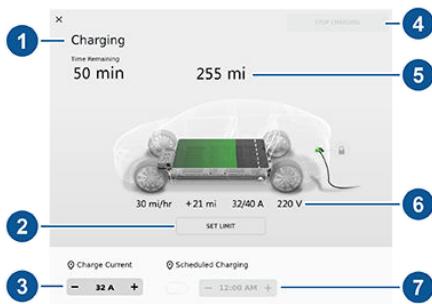 ×
STOP CHARGING
1
Charging
4
Time Remaining
50 min
255 mi
5
30 mi/hr +21 mi 32/40 A 220 V
6
2
SET LIMIT
Charge Current
Scheduled Charging
3
− 32 A +
− 12:00 AM +
7